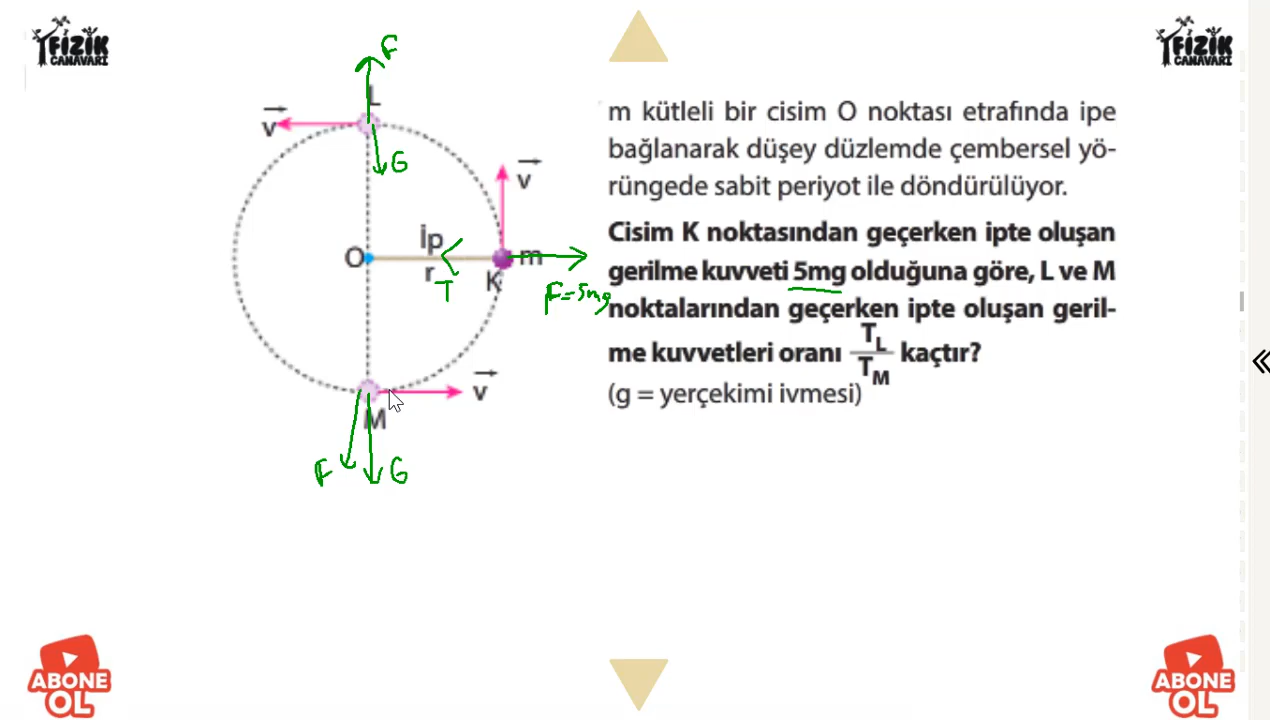 FİZİK
CANAVARI
FİZİK
CANAVARI
F
L
v
G
v
O
İp
r
T
m
K
F=5mg
v
M
F
G
m kütleli bir cisim O noktası etrafında ipe
bağlanarak düşey düzlemde çembersel yö-
rüngede sabit periyot ile döndürülüyor.
Cisim K noktasından geçerken ipte oluşan
gerilme kuvveti 5mg olduğuna göre, L ve M
noktalarından geçerken ipte oluşan geril-
me kuvvetleri oranı TL/TM kaçtır?
(g = yerçekimi ivmesi)
ABONE
OL
ABONE
OL